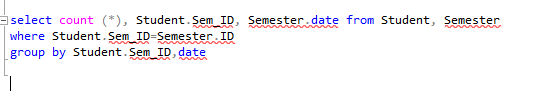 select count (*), Student.Sem_ID, Semester.date from Student, Semester
where Student.Sem_ID=Semester.ID
group by Student.Sem_ID,date